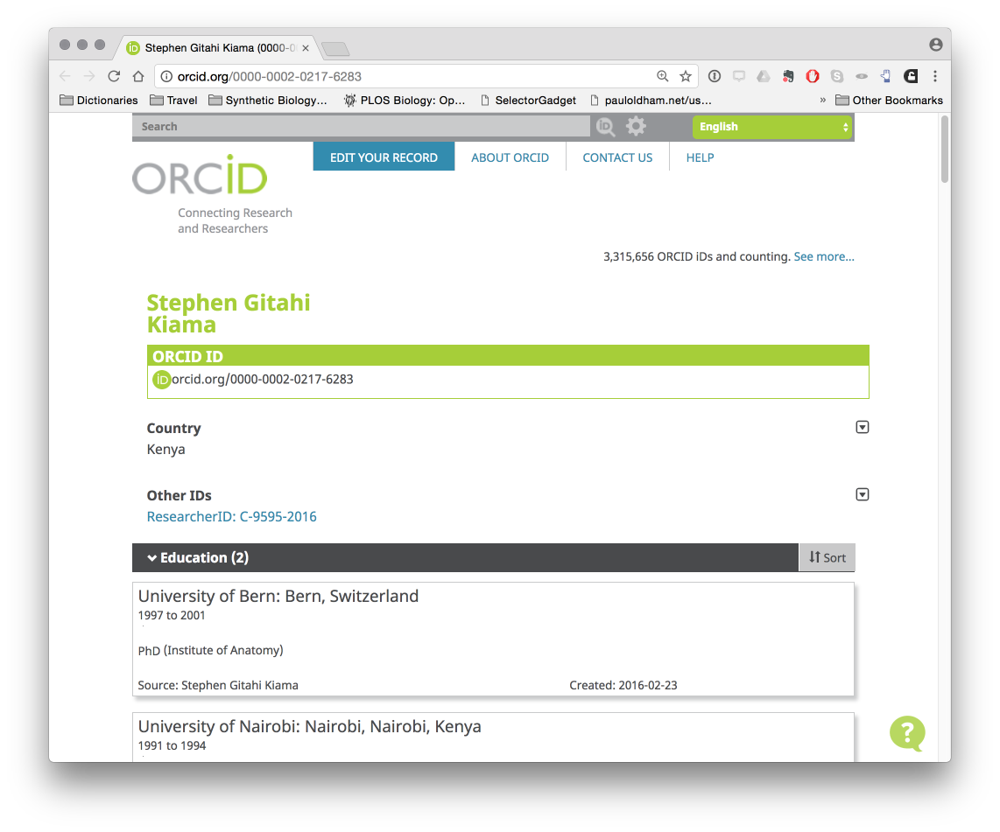 Stephen Gitahi Kiama (0000-0
orcid.org/0000-0002-0217-6283
Dictionaries Travel Synthetic Biology... PLOS Biology: Op... SelectorGadget pauloldham.net/us... » Other Bookmarks
Search iD English
EDIT YOUR RECORD ABOUT ORCID CONTACT US HELP
ORCiD
Connecting Research
and Researchers
3,315,656 ORCID iDs and counting. See more...
Stephen Gitahi
Kiama
ORCID ID
iD orcid.org/0000-0002-0217-6283
Country
Kenya
Other IDs
ResearcherID: C-9595-2016
Education (2) Sort
University of Bern: Bern, Switzerland
1997 to 2001
PhD (Institute of Anatomy)
Source: Stephen Gitahi Kiama Created: 2016-02-23
University of Nairobi: Nairobi, Nairobi, Kenya
1991 to 1994
?